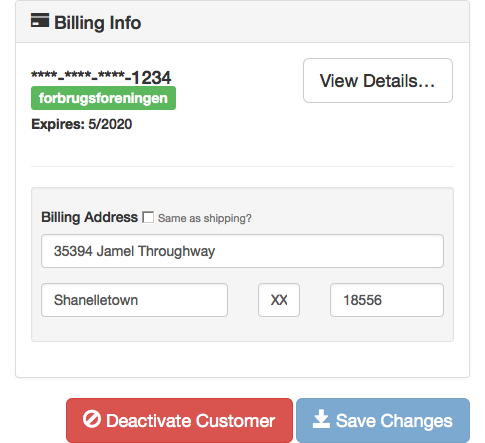 Billing Info
****-****-****-1234
View Details...
forbrugsforeningen
Expires: 5/2020
Billing Address Same as shipping?
35394 Jamel Throughway
Shanelletown XX 18556
Deactivate Customer Save Changes